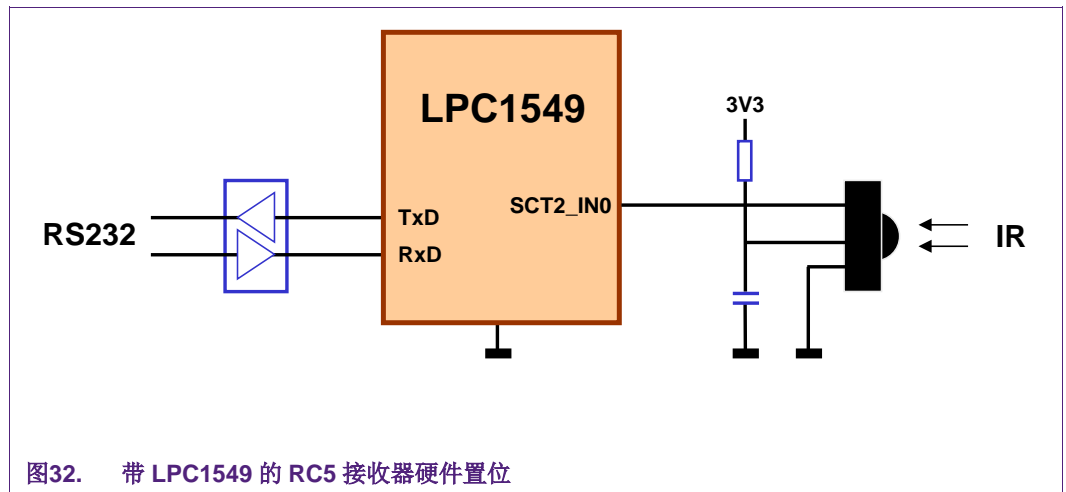 LPC1549
3V3
SCT2_IN0
TxD
RS232
RxD
IR
图32. 带 LPC1549 的 RC5 接收器硬件置位